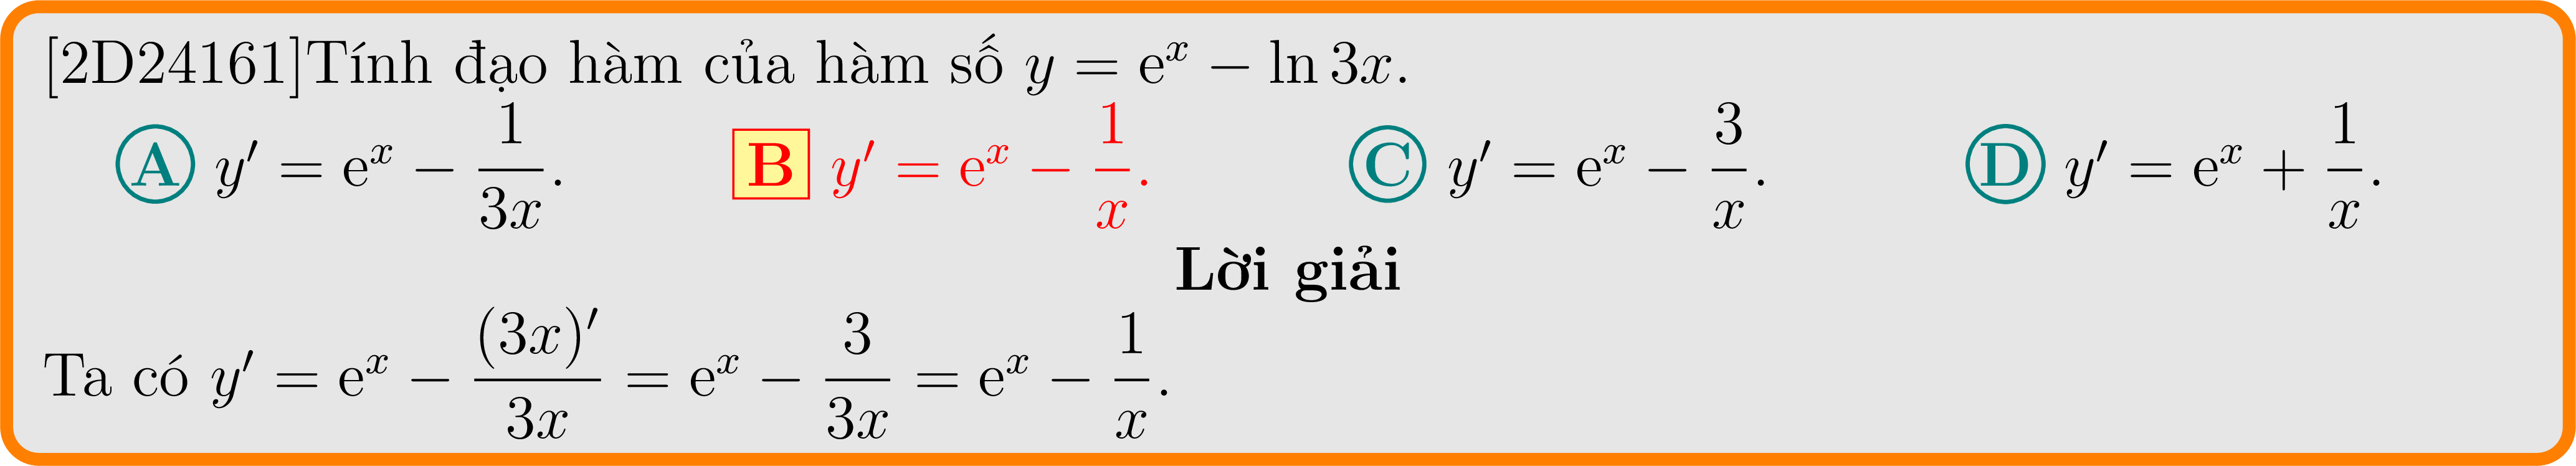 [2D24161]Tính đạo hàm của hàm số y = e^x − ln 3x.
A y′ = e^x − \frac{1}{3x}. B y′ = e^x − \frac{1}{x}. C y′ = e^x − \frac{3}{x}. D y′ = e^x + \frac{1}{x}.
Lời giải
Ta có y′ = e^x − \frac{(3x)′}{3x} = e^x − \frac{3}{3x} = e^x − \frac{1}{x}.